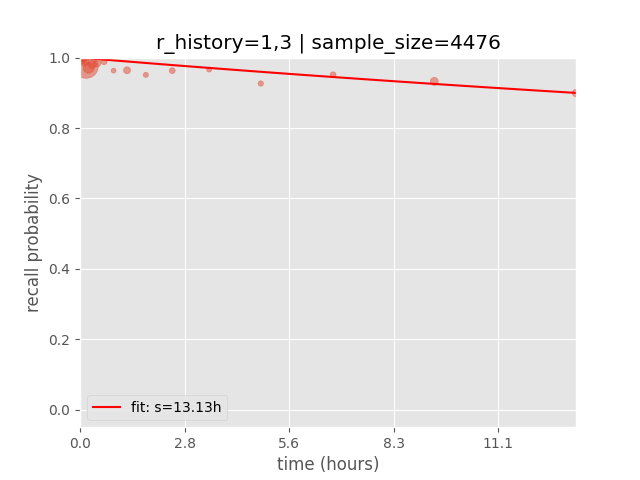 r_history=1,3 | sample_size=4476
1.0
0.8
0.6
0.4
0.2
0.0
recall probability
fit: s=13.13h
0.0 2.8 5.6 8.3 11.1
time (hours)